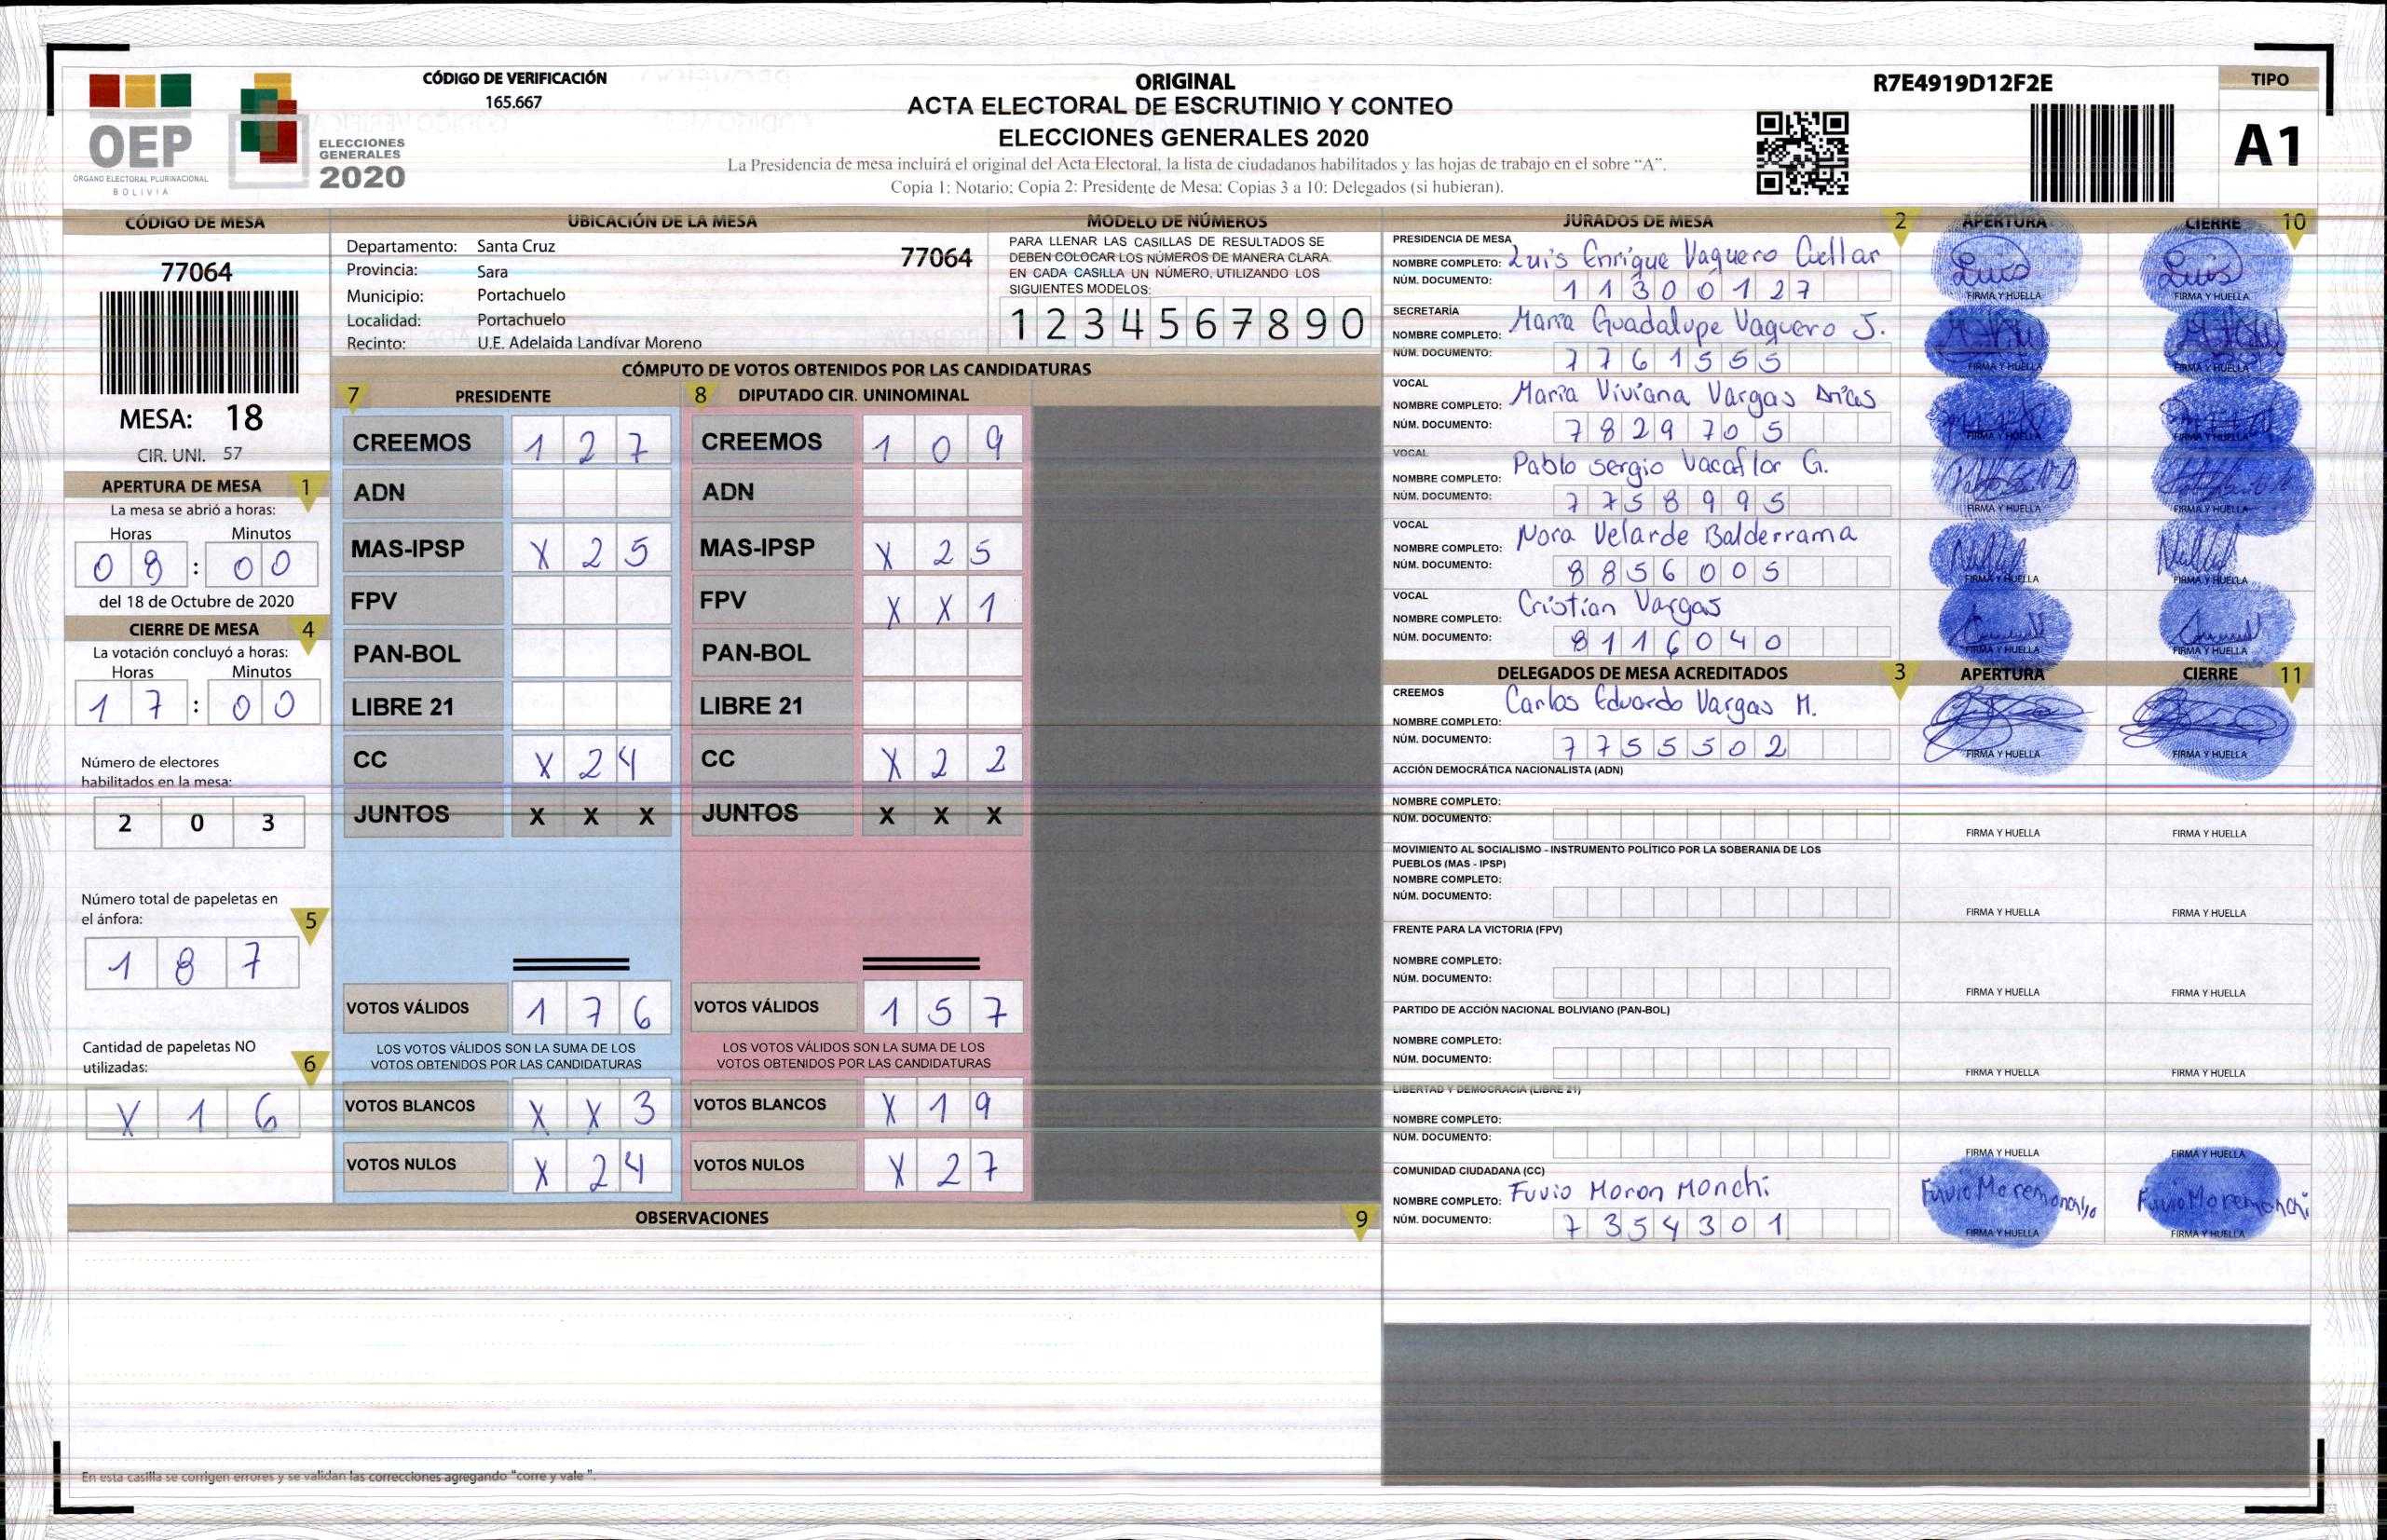 CÓDIGO DE VERIFICACIÓN
165.667
OEP
ÓRGANO ELECTORAL PLURINACIONAL
BOLIVIA
ELECCIONES
GENERALES
2020
ORIGINAL
ACTA ELECTORAL DE ESCRUTINIO Y CONTEO
ELECCIONES GENERALES 2020
La Presidencia de mesa incluirá el original del Acta Electoral, la lista de ciudadanos habilitados y las hojas de trabajo en el sobre “A”.
Copia 1: Notario; Copia 2: Presidente de Mesa; Copias 3 a 10: Delegados (si hubieran).
R7E4919D12F2E
TIPO
A1
CÓDIGO DE MESA
77064
MESA: 18
CIR. UNI. 57
APERTURA DE MESA 1
La mesa se abrió a horas:
Horas Minutos
0 8 : 0 0
del 18 de Octubre de 2020
CIERRE DE MESA 4
La votación concluyó a horas:
Horas Minutos
1 7 : 0 0
Número de electores
habilitados en la mesa:
2 0 3
Número total de papeletas en
el ánfora: 5
1 8 7
Cantidad de papeletas NO
utilizadas: 6
X 1 6
UBICACIÓN DE LA MESA
Departamento: Santa Cruz 77064
Provincia: Sara
Municipio: Portachuelo
Localidad: Portachuelo
Recinto: U.E. Adelaida Landívar Moreno
MODELO DE NÚMEROS
PARA LLENAR LAS CASILLAS DE RESULTADOS SE
DEBEN COLOCAR LOS NÚMEROS DE MANERA CLARA.
EN CADA CASILLA UN NÚMERO, UTILIZANDO LOS
SIGUIENTES MODELOS:
1 2 3 4 5 6 7 8 9 0
CÓMPUTO DE VOTOS OBTENIDOS POR LAS CANDIDATURAS
7 PRESIDENTE 8 DIPUTADO CIR. UNINOMINAL
CREEMOS 1 2 7 CREEMOS 1 0 9
ADN ADN
MAS-IPSP X 2 5 MAS-IPSP X 2 5
FPV FPV X X 1
PAN-BOL PAN-BOL
LIBRE 21 LIBRE 21
CC X 2 4 CC X 2 2
JUNTOS X X X JUNTOS X X X
VOTOS VÁLIDOS 1 7 6 VOTOS VÁLIDOS 1 5 7
LOS VOTOS VÁLIDOS SON LA SUMA DE LOS LOS VOTOS VÁLIDOS SON LA SUMA DE LOS
VOTOS OBTENIDOS POR LAS CANDIDATURAS VOTOS OBTENIDOS POR LAS CANDIDATURAS
VOTOS BLANCOS X X 3 VOTOS BLANCOS X 1 9
VOTOS NULOS X 2 4 VOTOS NULOS X 2 7
OBSERVACIONES 9
En esta casilla se corrigen errores y se validan las correcciones agregando "corre y vale ".
JURADOS DE MESA 2 APERTURA CIERRE 10
PRESIDENCIA DE MESA
NOMBRE COMPLETO: Luis Enrique Vaquero Cuellar
NÚM. DOCUMENTO: 1 1 3 0 0 1 2 7
Luis Luis
FIRMA Y HUELLA FIRMA Y HUELLA
SECRETARÍA
NOMBRE COMPLETO: Maria Guadalupe Vaquero J.
NÚM. DOCUMENTO: 7 7 6 1 5 5 5
FIRMA Y HUELLA FIRMA Y HUELLA
VOCAL
NOMBRE COMPLETO: Maria Viviana Vargas Arias
NÚM. DOCUMENTO: 7 8 2 9 7 0 5
FIRMA Y HUELLA FIRMA Y HUELLA
VOCAL
NOMBRE COMPLETO: Pablo Sergio Vacaflor G.
NÚM. DOCUMENTO: 7 7 5 8 9 9 5
FIRMA Y HUELLA FIRMA Y HUELLA
VOCAL
NOMBRE COMPLETO: Nora Velarde Balderrama
NÚM. DOCUMENTO: 8 8 5 6 0 0 5
FIRMA Y HUELLA FIRMA Y HUELLA
VOCAL
NOMBRE COMPLETO: Cristian Vargas
NÚM. DOCUMENTO: 8 1 1 6 0 4 0
FIRMA Y HUELLA FIRMA Y HUELLA
DELEGADOS DE MESA ACREDITADOS 3 APERTURA CIERRE 11
CREEMOS
NOMBRE COMPLETO: Carlos Eduardo Vargas M.
NÚM. DOCUMENTO: 7 7 5 5 5 0 2
FIRMA Y HUELLA FIRMA Y HUELLA
ACCIÓN DEMOCRÁTICA NACIONALISTA (ADN)
NOMBRE COMPLETO:
NÚM. DOCUMENTO:
FIRMA Y HUELLA FIRMA Y HUELLA
MOVIMIENTO AL SOCIALISMO - INSTRUMENTO POLÍTICO POR LA SOBERANIA DE LOS
PUEBLOS (MAS - IPSP)
NOMBRE COMPLETO:
NÚM. DOCUMENTO:
FIRMA Y HUELLA FIRMA Y HUELLA
FRENTE PARA LA VICTORIA (FPV)
NOMBRE COMPLETO:
NÚM. DOCUMENTO:
FIRMA Y HUELLA FIRMA Y HUELLA
PARTIDO DE ACCIÓN NACIONAL BOLIVIANO (PAN-BOL)
NOMBRE COMPLETO:
NÚM. DOCUMENTO:
FIRMA Y HUELLA FIRMA Y HUELLA
LIBERTAD Y DEMOCRACIA (LIBRE 21)
NOMBRE COMPLETO:
NÚM. DOCUMENTO:
FIRMA Y HUELLA FIRMA Y HUELLA
COMUNIDAD CIUDADANA (CC)
NOMBRE COMPLETO: Fuvio Moron Monchi
NÚM. DOCUMENTO: 7 3 5 4 3 0 1
FIRMA Y HUELLA FIRMA Y HUELLA